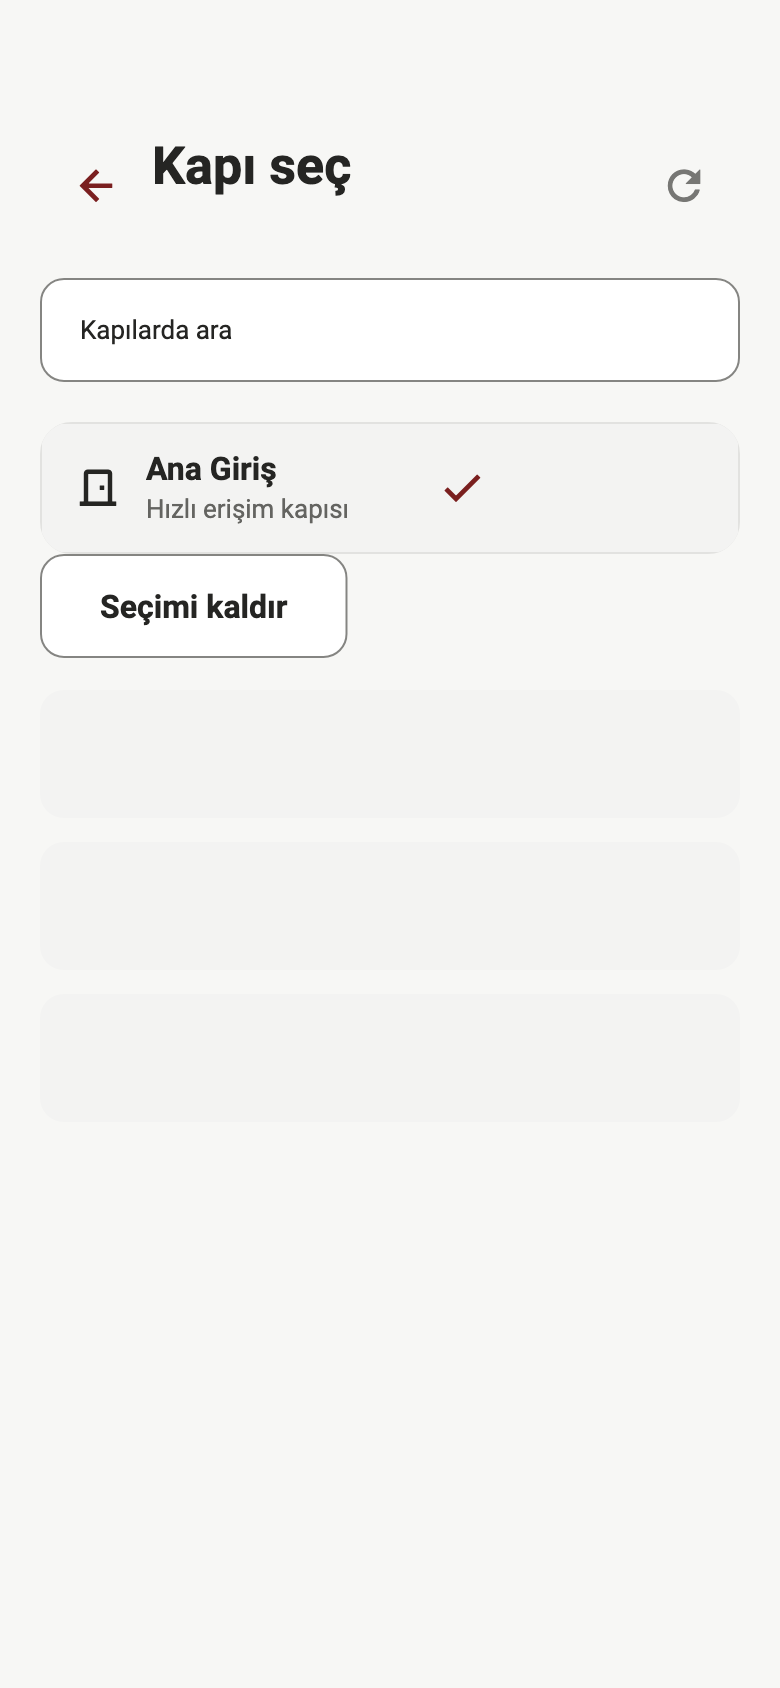 Kapı seç
Kapılarda ara
Ana Giriş
Hızlı erişim kapısı
Seçimi kaldır